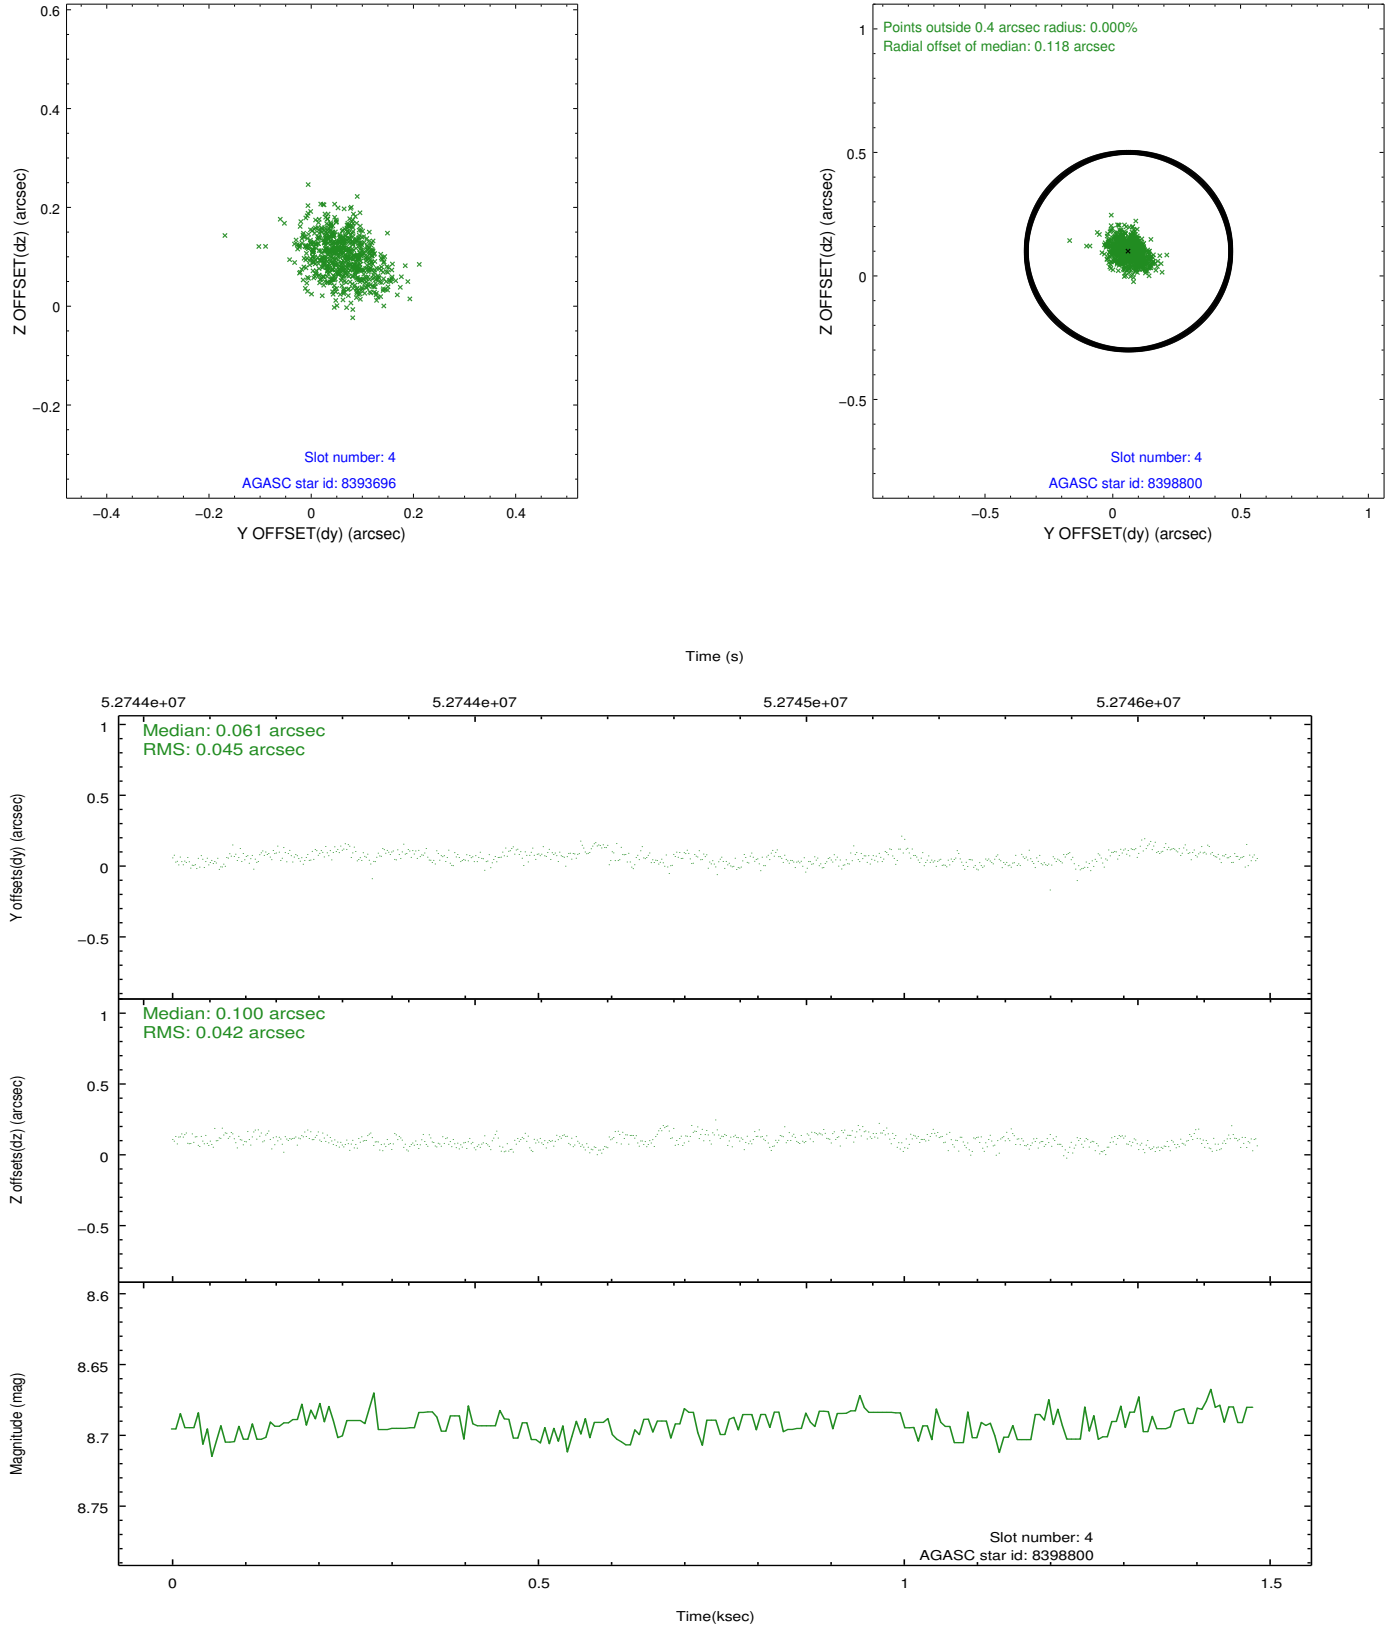 0.6
0.4
0.2
0
−0.2
Z OFFSET(dz) (arcsec)
Slot number: 4
AGASC star id: 8393696
−0.4 −0.2 0 0.2 0.4
Y OFFSET(dy) (arcsec)
Points outside 0.4 arcsec radius: 0.000%
Radial offset of median: 0.118 arcsec
1
0.5
0
−0.5
Z OFFSET(dz) (arcsec)
Slot number: 4
AGASC star id: 8398800
−0.5 0 0.5 1
Y OFFSET(dy) (arcsec)
Time (s)
5.2744e+07 5.2744e+07 5.2745e+07 5.2746e+07
Median: 0.061 arcsec
RMS: 0.045 arcsec
1
0.5
0
−0.5
Y offsets(dy) (arcsec)
Median: 0.100 arcsec
RMS: 0.042 arcsec
1
0.5
0
−0.5
Z offsets(dz) (arcsec)
8.6
8.65
8.7
8.75
Magnitude (mag)
Slot number: 4
AGASC star id: 8398800
0 0.5 1 1.5
Time(ksec)